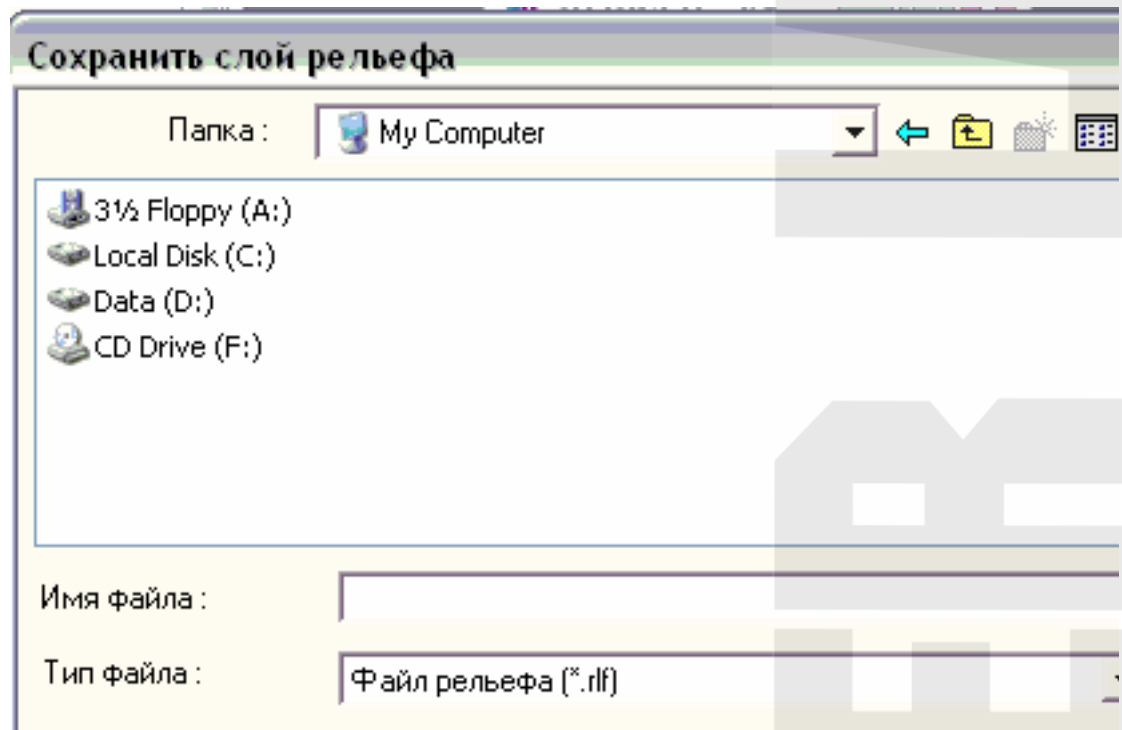 Сохранить слой рельефа
Папка :
My Computer
3½ Floppy (A:)
Local Disk (C:)
Data (D:)
CD Drive (F:)
Имя файла :
Тип файла :
Файл рельефа (*.rlf)